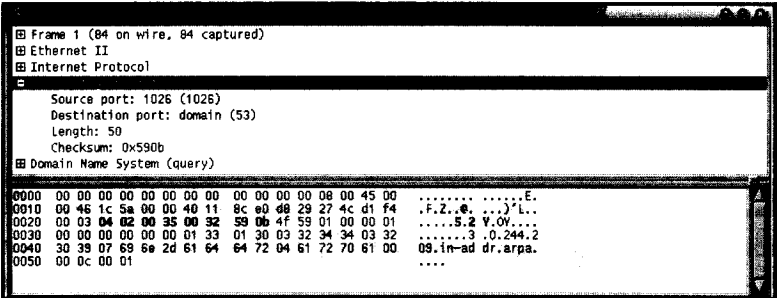 Frame 1 (84 on wire, 84 captured)
Ethernet II
Internet Protocol
Source port: 1026 (1026)
Destination port: domain (53)
Length: 50
Checksum: 0x590b
Domain Name System (query)
0000 00 00 00 00 00 00 00 00 00 00 00 00 08 00 45 00 ........ ......E.
0010 00 46 1c 5a 00 00 40 11 8c e0 d8 29 27 4c d1 f4 .F.Z..@. ...)'L..
0020 00 03 04 02 00 35 00 32 59 0b 4f 59 01 00 00 01 .....5.2 Y.OY....
0030 00 00 00 00 00 00 01 33 01 30 03 32 34 34 03 32 .......3 .0.244.2
0040 30 39 07 69 6e 2d 61 64 64 72 04 61 72 70 61 00 09.in-ad dr.arpa.
0050 00 0c 00 01 ....